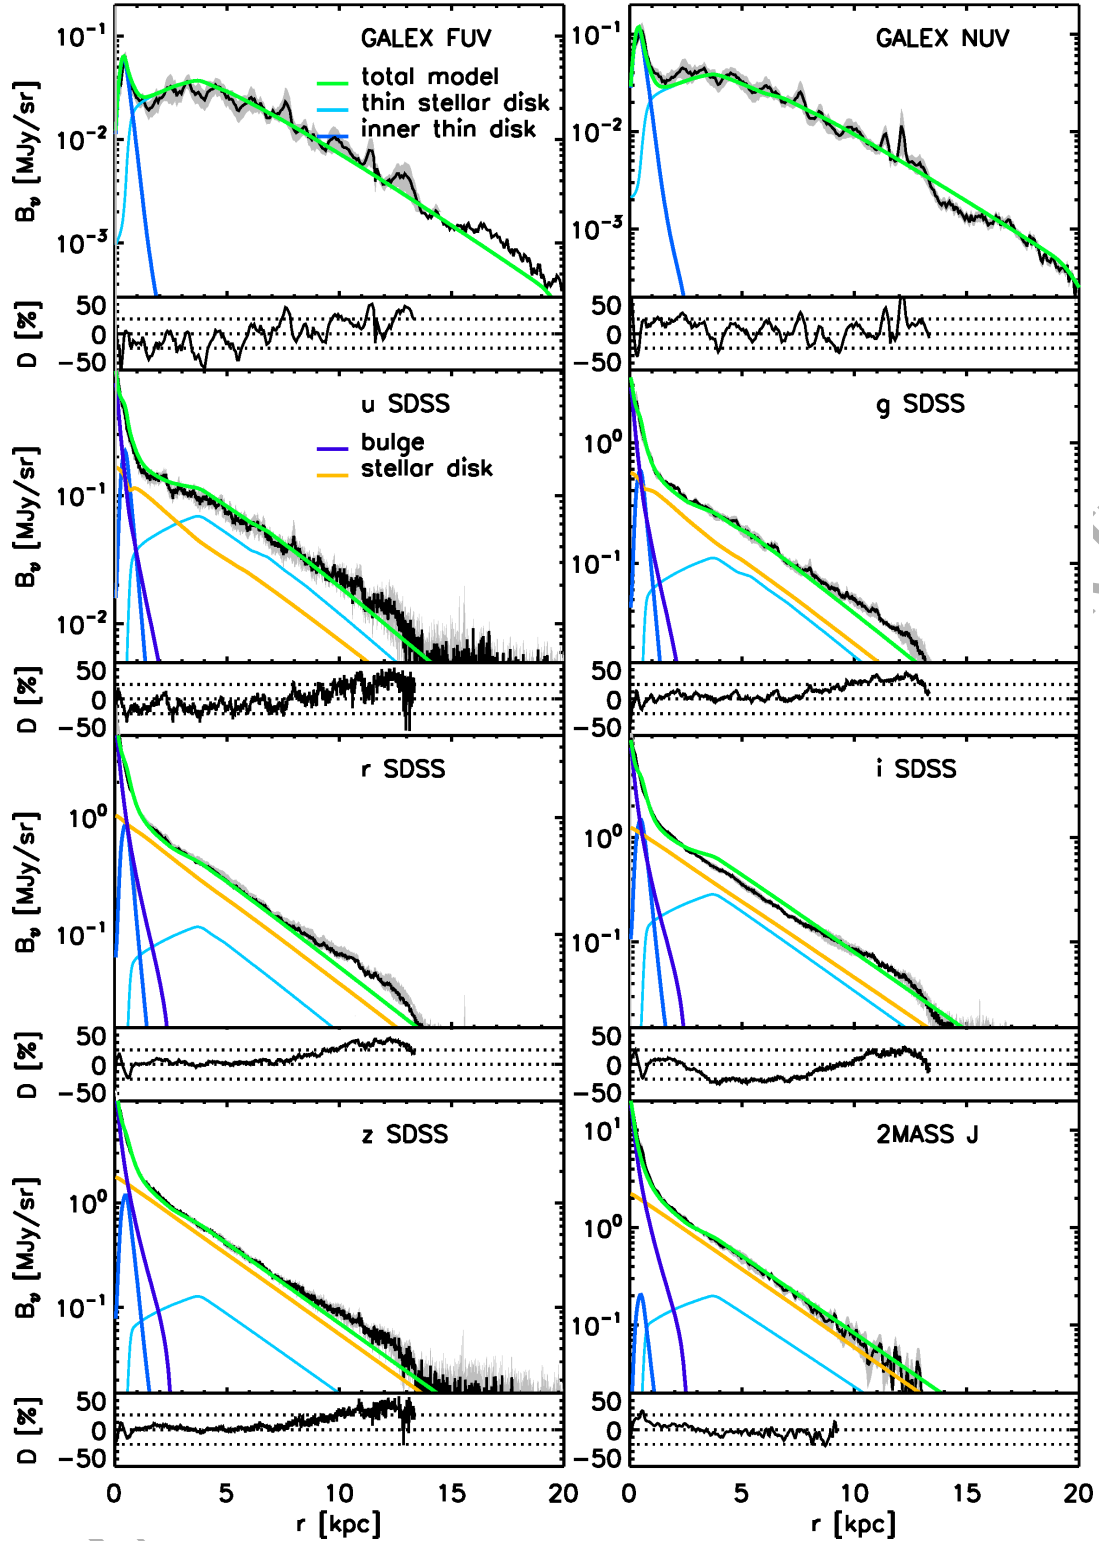 GALEX FUV
total model
thin stellar disk
inner thin disk
10⁻¹
10⁻²
10⁻³
Bν [MJy/sr]
50
0
−50
D [%]
GALEX NUV
10⁻¹
10⁻²
10⁻³
50
0
−50
u SDSS
bulge
stellar disk
10⁻¹
10⁻²
Bν [MJy/sr]
50
0
−50
D [%]
g SDSS
10⁰
10⁻¹
50
0
−50
r SDSS
10⁰
10⁻¹
Bν [MJy/sr]
50
0
−50
D [%]
i SDSS
10⁰
10⁻¹
50
0
−50
z SDSS
10⁰
10⁻¹
Bν [MJy/sr]
50
0
−50
D [%]
0 5 10 15 20
r [kpc]
2MASS J
10¹
10⁰
10⁻¹
50
0
−50
0 5 10 15 20
r [kpc]